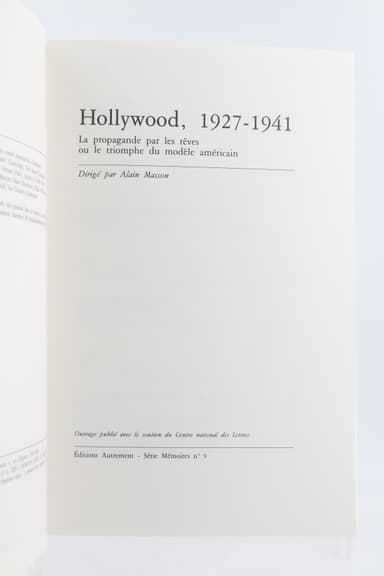 Hollywood, 1927-1941
La propagande par les rêves
ou le triomphe du modèle américain
Dirigé par Alain Masson
Ouvrage publié avec le soutien du Centre national des Lettres
Éditions Autrement - Série Mémoires n° 9